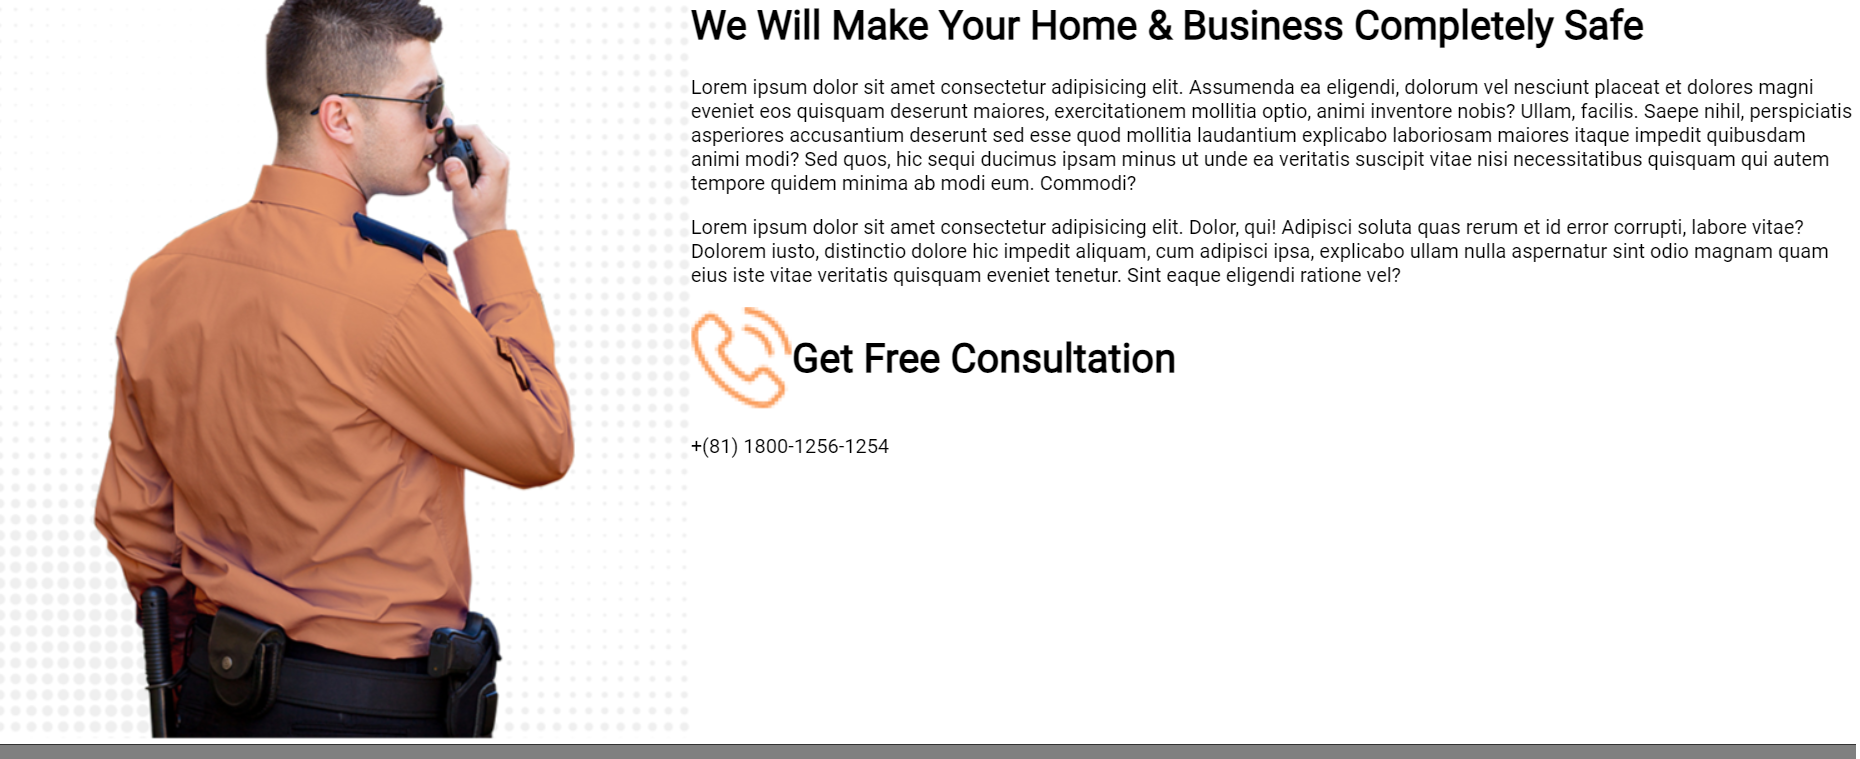 We Will Make Your Home & Business Completely Safe
Lorem ipsum dolor sit amet consectetur adipisicing elit. Assumenda ea eligendi, dolorum vel nesciunt placeat et dolores magni
eveniet eos quisquam deserunt maiores, exercitationem mollitia optio, animi inventore nobis? Ullam, facilis. Saepe nihil, perspiciatis
asperiores accusantium deserunt sed esse quod mollitia laudantium explicabo laboriosam maiores itaque impedit quibusdam
animi modi? Sed quos, hic sequi ducimus ipsam minus ut unde ea veritatis suscipit vitae nisi necessitatibus quisquam qui autem
tempore quidem minima ab modi eum. Commodi?
Lorem ipsum dolor sit amet consectetur adipisicing elit. Dolor, qui! Adipisci soluta quas rerum et id error corrupti, labore vitae?
Dolorem iusto, distinctio dolore hic impedit aliquam, cum adipisci ipsa, explicabo ullam nulla aspernatur sint odio magnam quam
eius iste vitae veritatis quisquam eveniet tenetur. Sint eaque eligendi ratione vel?
Get Free Consultation
+(81) 1800-1256-1254